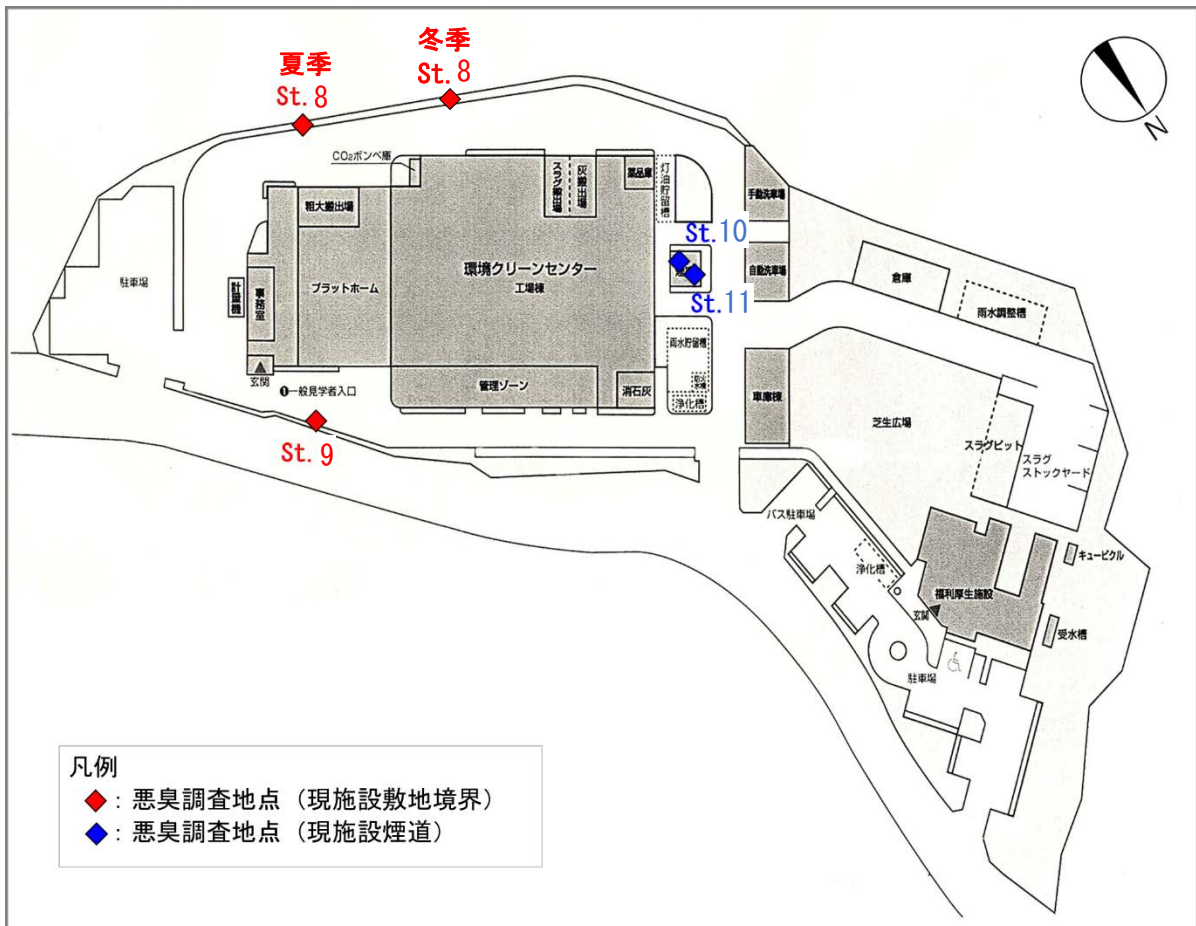 夏季
St.8
冬季
St.8
N
CO₂ボンベ庫
粗大搬出場
スラグ搬出場
灰搬出場
薬品庫
灯油貯留槽
手動洗車場
St.10
St.11
自動洗車場
倉庫
雨水調整槽
駐車場
計量機
事務室
プラットホーム
環境クリーンセンター
工場棟
雨水貯留槽
玄関
❶一般見学者入口
管理ゾーン
消石灰
浄化槽
車庫棟
芝生広場
スラグピット
スラグ
ストックヤード
St.9
バス駐車場
浄化槽
キュービクル
福利厚生施設
玄関
受水槽
駐車場
凡例
：悪臭調査地点（現施設敷地境界）
：悪臭調査地点（現施設煙道）